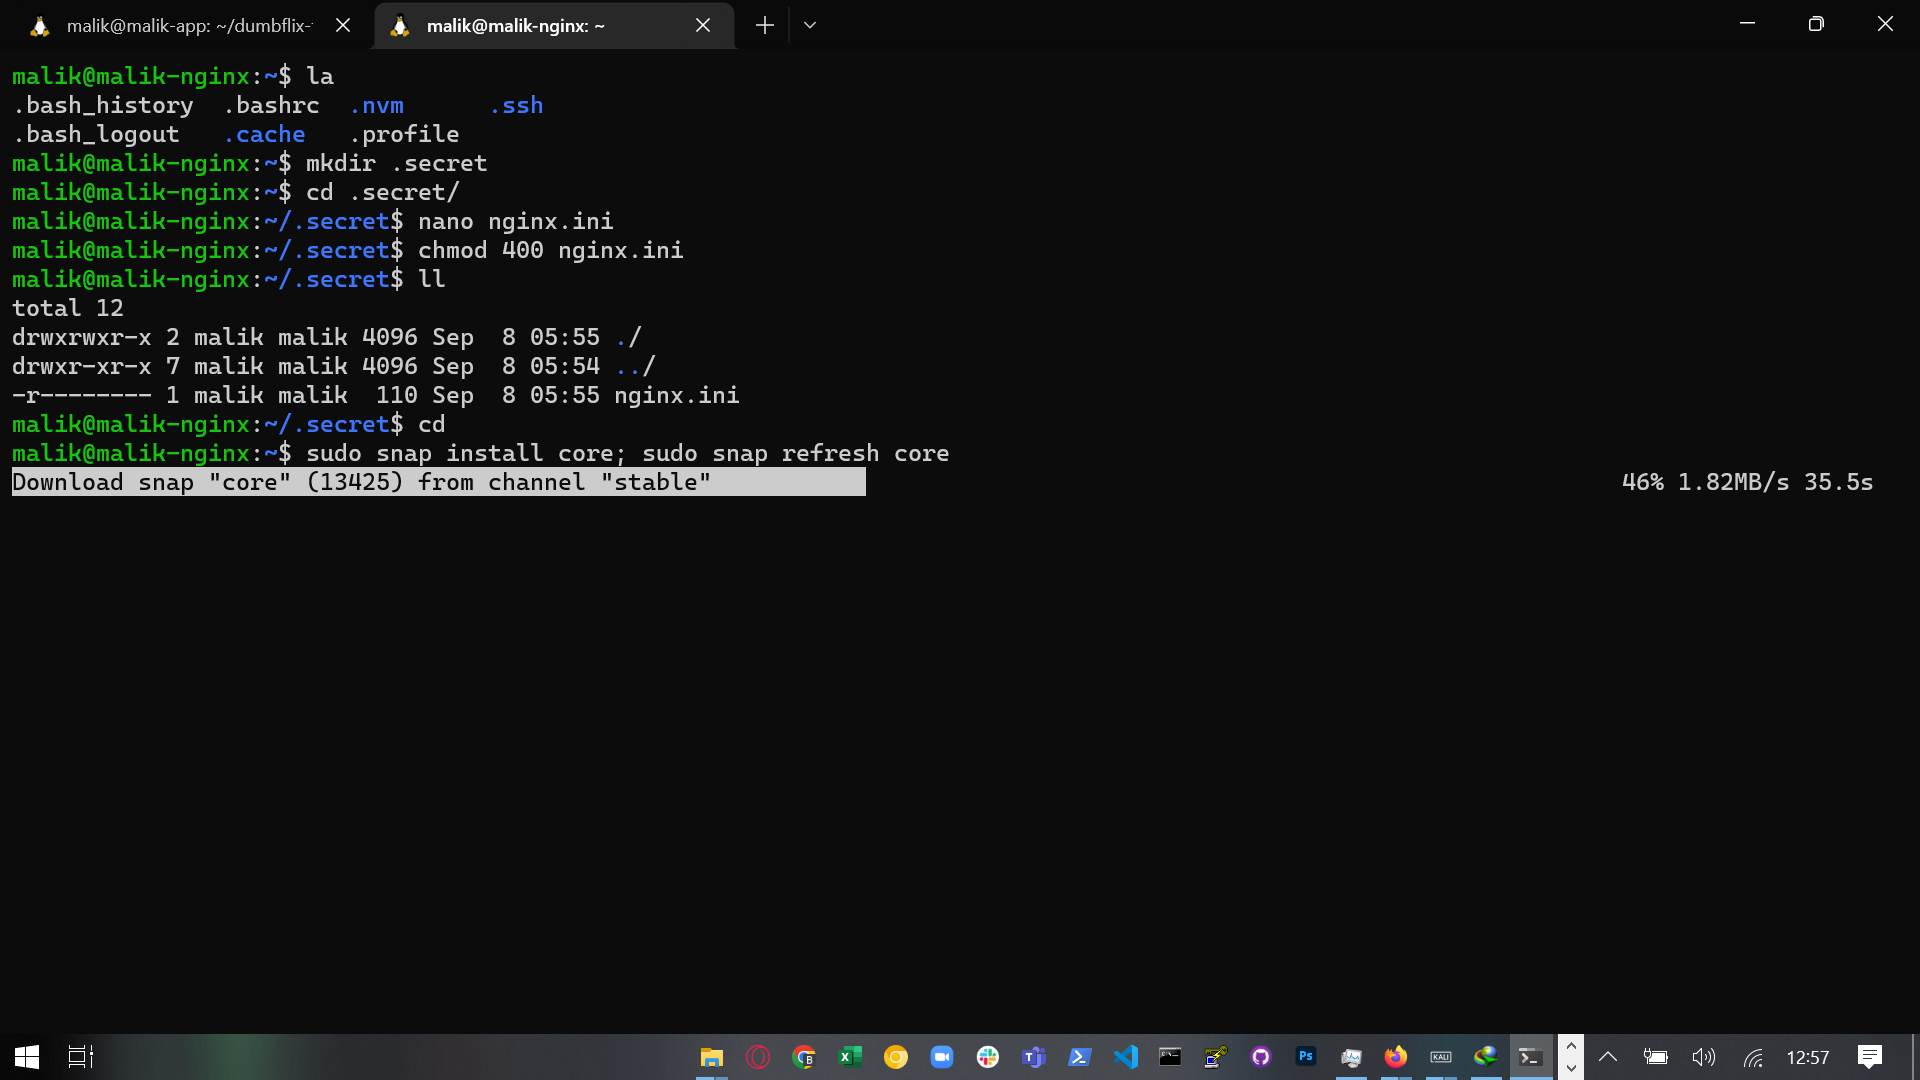 malik@malik-app: ~/dumbflix-
malik@malik-nginx: ~
malik@malik-nginx:~$ la
.bash_history  .bashrc  .nvm      .ssh
.bash_logout   .cache   .profile
malik@malik-nginx:~$ mkdir .secret
malik@malik-nginx:~$ cd .secret/
malik@malik-nginx:~/.secret$ nano nginx.ini
malik@malik-nginx:~/.secret$ chmod 400 nginx.ini
malik@malik-nginx:~/.secret$ ll
total 12
drwxrwxr-x 2 malik malik 4096 Sep  8 05:55 ./
drwxr-xr-x 7 malik malik 4096 Sep  8 05:54 ../
-r-------- 1 malik malik  110 Sep  8 05:55 nginx.ini
malik@malik-nginx:~/.secret$ cd
malik@malik-nginx:~$ sudo snap install core; sudo snap refresh core
Download snap "core" (13425) from channel "stable" 46% 1.82MB/s 35.5s
B
Ps
KALI
12:57